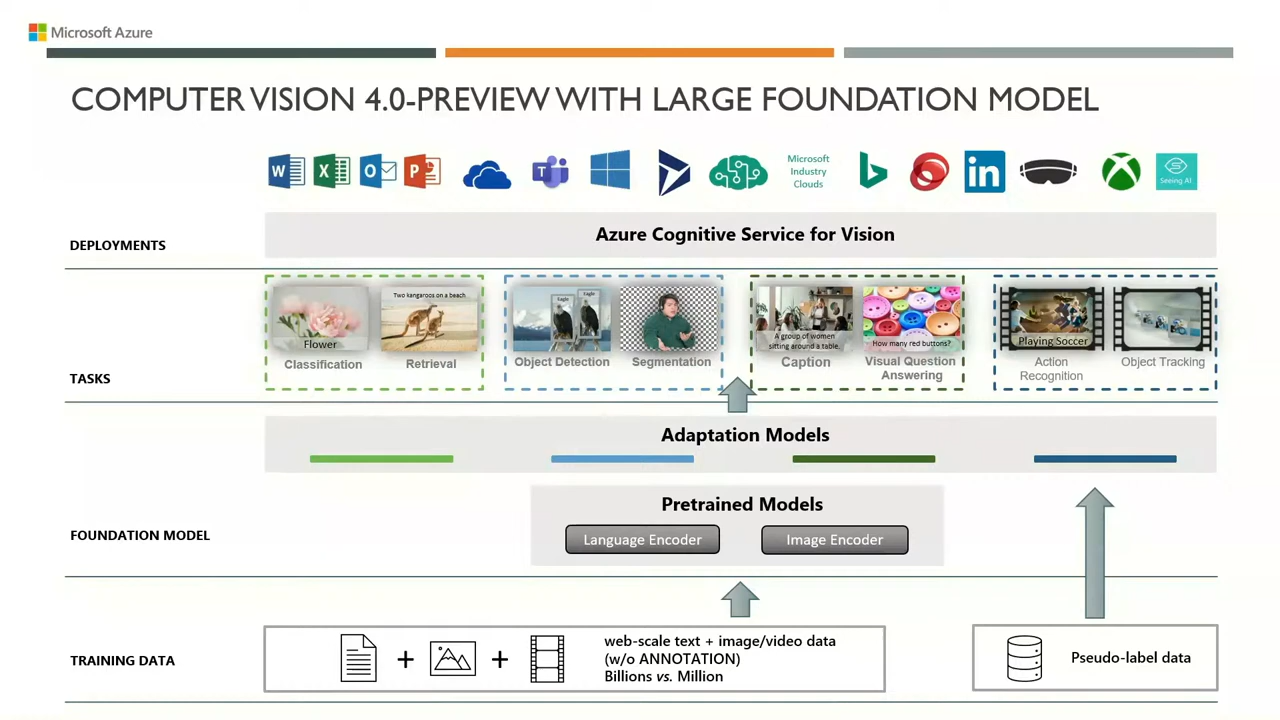 Microsoft Azure
COMPUTER VISION 4.0-PREVIEW WITH LARGE FOUNDATION MODEL
Microsoft
Industry
Clouds
Seeing AI
DEPLOYMENTS
Azure Cognitive Service for Vision
TASKS
Flower
Classification
Two kangaroos on a beach
Retrieval
Eagle
Eagle
Object Detection
Segmentation
A group of women
sitting around a table.
Caption
How many red buttons?
Visual Question
Answering
Playing Soccer
Action
Recognition
Object Tracking
Adaptation Models
FOUNDATION MODEL
Pretrained Models
Language Encoder
Image Encoder
TRAINING DATA
web-scale text + image/video data
(w/o ANNOTATION)
Billions vs. Million
Pseudo-label data